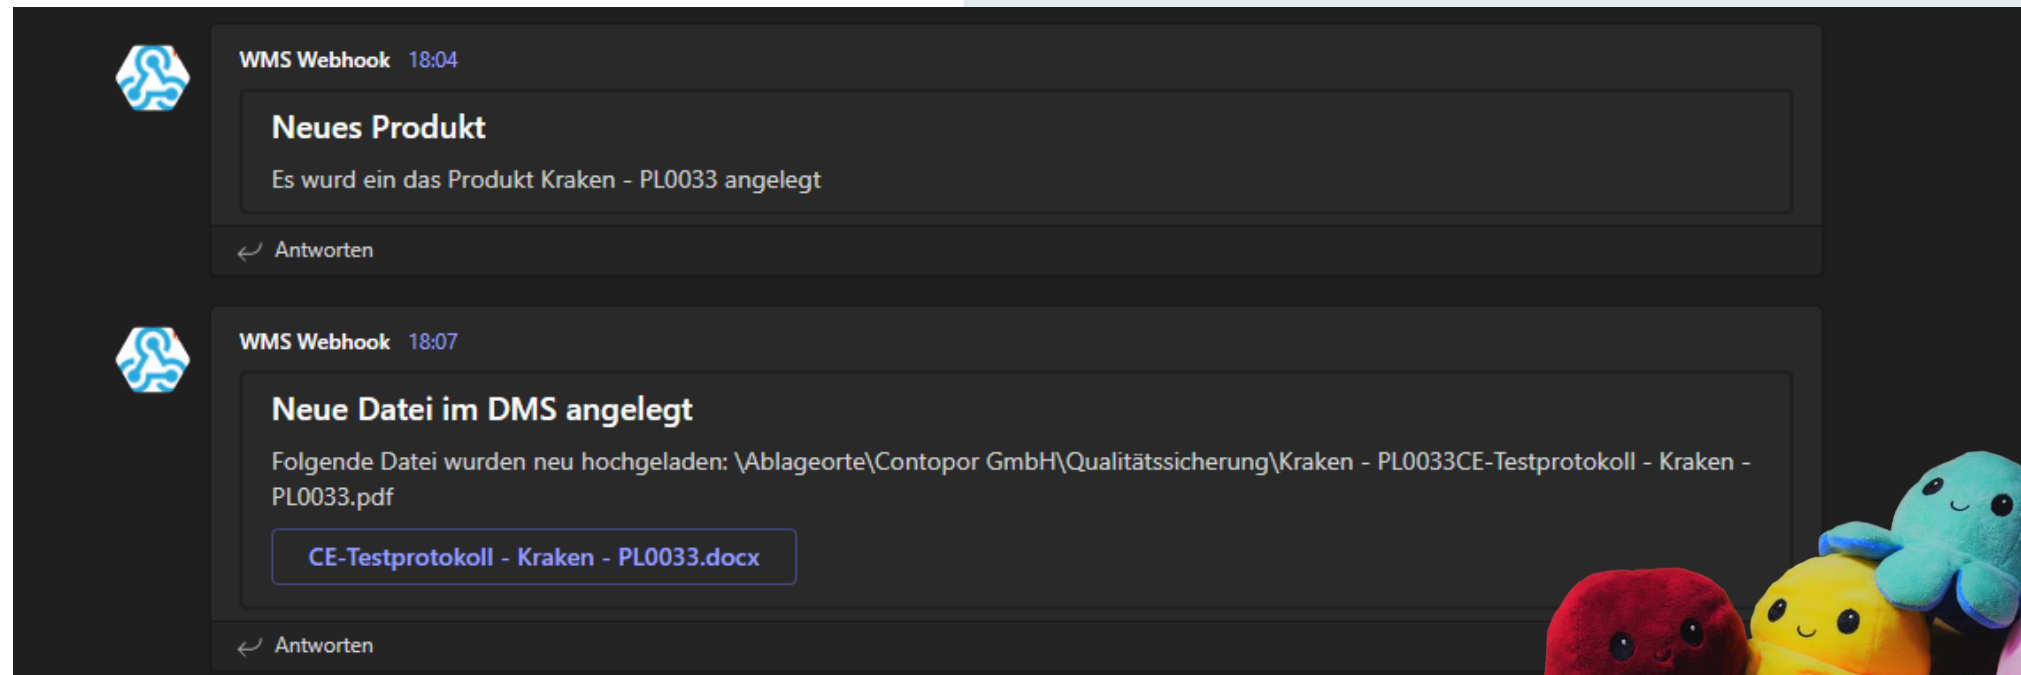 WMS Webhook 18:04
Neues Produkt
Es wurd ein das Produkt Kraken - PL0033 angelegt
Antworten
WMS Webhook 18:07
Neue Datei im DMS angelegt
Folgende Datei wurden neu hochgeladen: \Ablageorte\Contopor GmbH\Qualitätssicherung\Kraken - PL0033CE-Testprotokoll - Kraken -
PL0033.pdf
CE-Testprotokoll - Kraken - PL0033.docx
Antworten